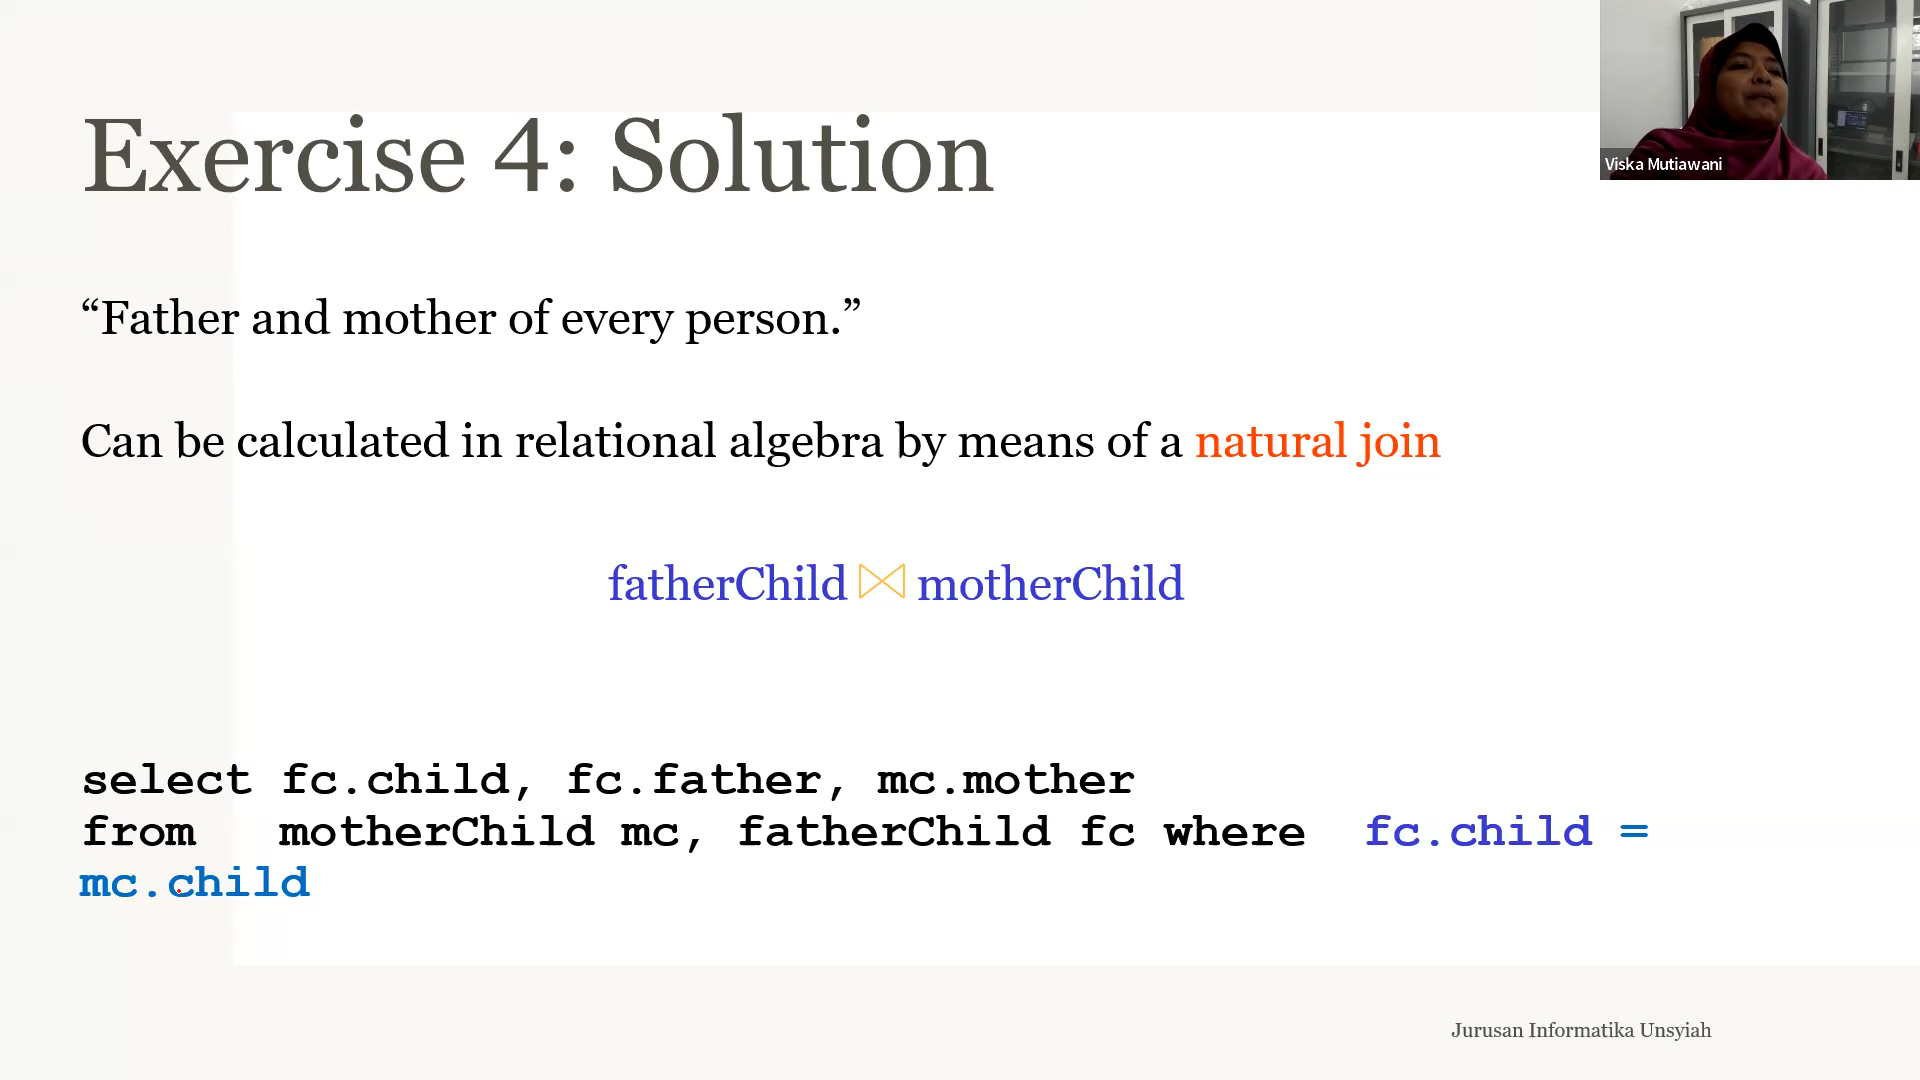 Exercise 4: Solution
Viska Mutiawani
“Father and mother of every person.”
Can be calculated in relational algebra by means of a natural join
fatherChild ⋈ motherChild
select fc.child, fc.father, mc.mother
from   motherChild mc, fatherChild fc where  fc.child =
mc.child
Jurusan Informatika Unsyiah